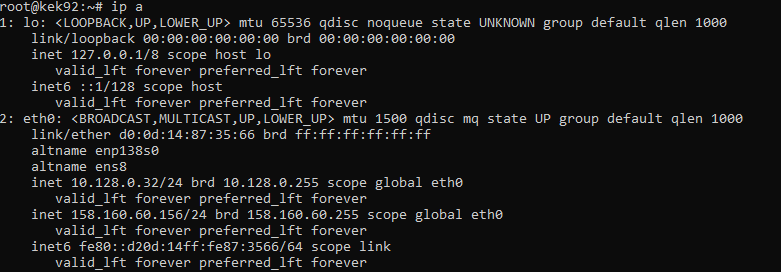 root@kek92:~# ip a
1: lo: <LOOPBACK,UP,LOWER_UP> mtu 65536 qdisc noqueue state UNKNOWN group default qlen 1000
    link/loopback 00:00:00:00:00:00 brd 00:00:00:00:00:00
    inet 127.0.0.1/8 scope host lo
       valid_lft forever preferred_lft forever
    inet6 ::1/128 scope host
       valid_lft forever preferred_lft forever
2: eth0: <BROADCAST,MULTICAST,UP,LOWER_UP> mtu 1500 qdisc mq state UP group default qlen 1000
    link/ether d0:0d:14:87:35:66 brd ff:ff:ff:ff:ff:ff
    altname enp138s0
    altname ens8
    inet 10.128.0.32/24 brd 10.128.0.255 scope global eth0
       valid_lft forever preferred_lft forever
    inet 158.160.60.156/24 brd 158.160.60.255 scope global eth0
       valid_lft forever preferred_lft forever
    inet6 fe80::d20d:14ff:fe87:3566/64 scope link
       valid_lft forever preferred_lft forever